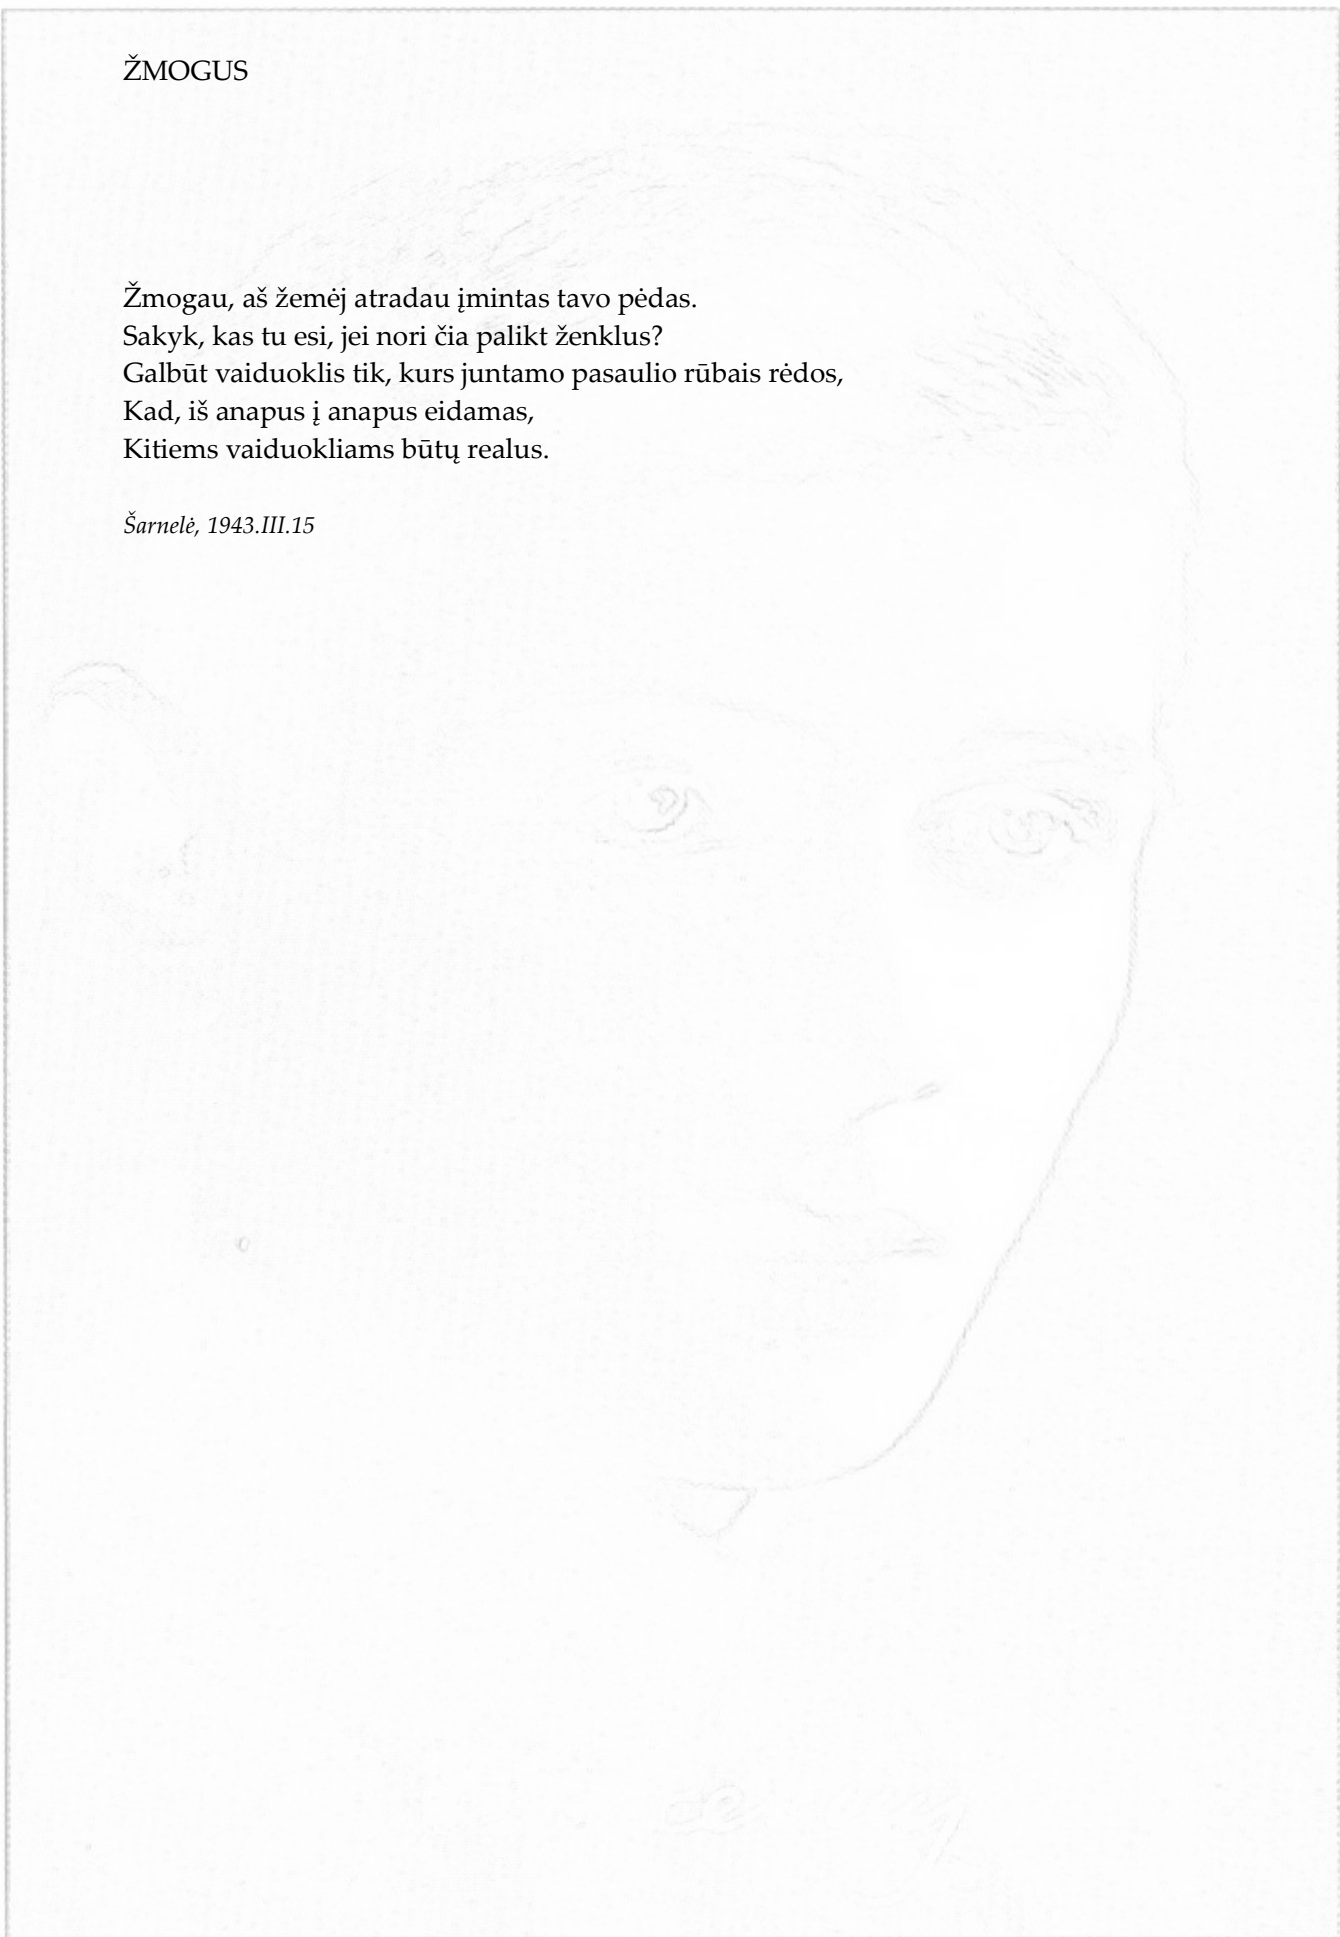 ŽMOGUS
Žmogau, aš žemėj atradau įmintas tavo pėdas.
Sakyk, kas tu esi, jei nori čia palikt ženklus?
Galbūt vaiduoklis tik, kurs juntamo pasaulio rūbais rėdos,
Kad, iš anapus į anapus eidamas,
Kitiems vaiduokliams būtų realus.
Šarnelė, 1943.III.15